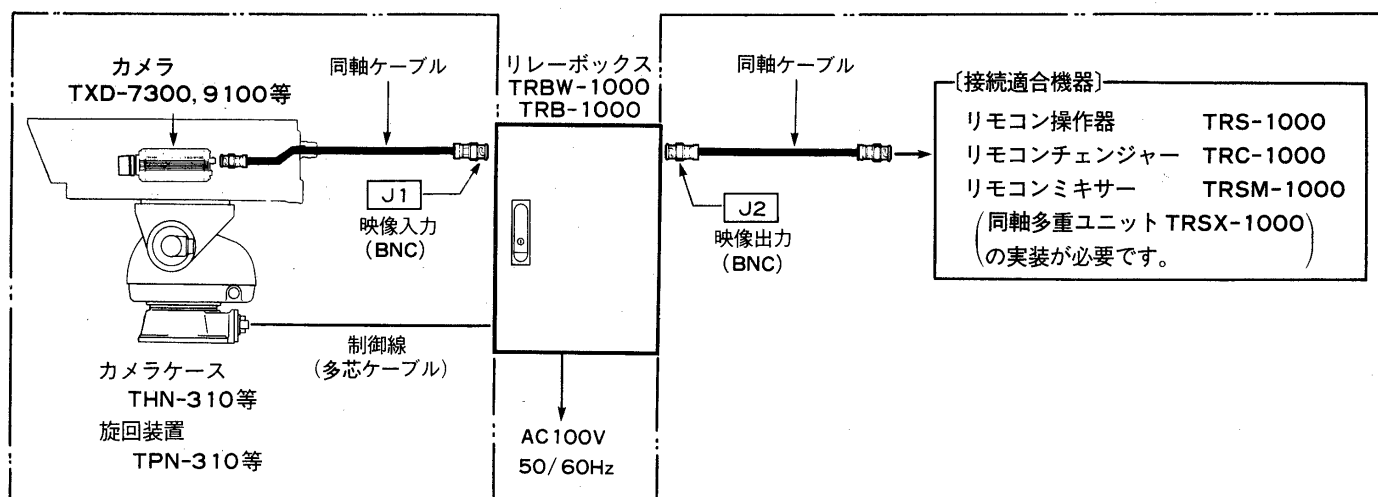 カメラ
TXD-7300, 9100等
同軸ケーブル
J1
映像入力
(BNC)
制御線
(多芯ケーブル)
カメラケース
THN-310等
旋回装置
TPN-310等
リレーボックス
TRBW-1000
TRB-1000
AC100V
50/60Hz
同軸ケーブル
J2
映像出力
(BNC)
〔接続適合機器〕
リモコン操作器 TRS-1000
リモコンチェンジャー TRC-1000
リモコンミキサー TRSM-1000
(同軸多重ユニット TRSX-1000
の実装が必要です。)